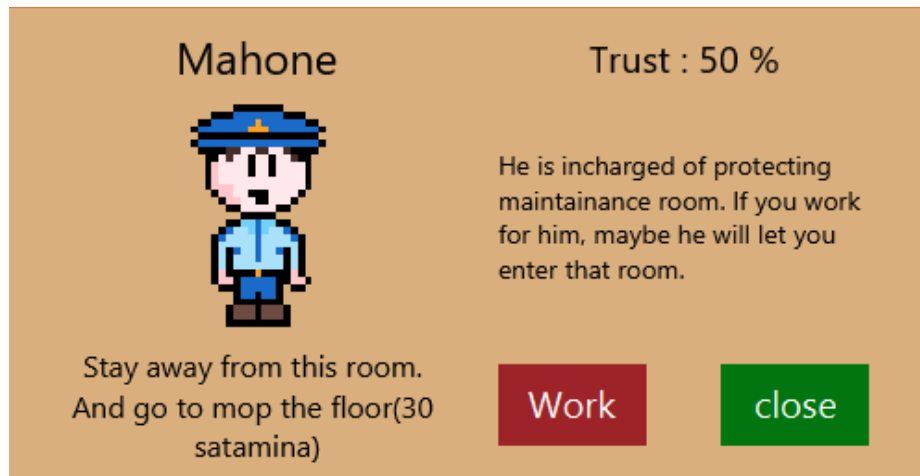 Mahone
Trust : 50 %
He is incharged of protecting
maintainance room. If you work
for him, maybe he will let you
enter that room.
Stay away from this room.
And go to mop the floor(30
satamina)
Work
close